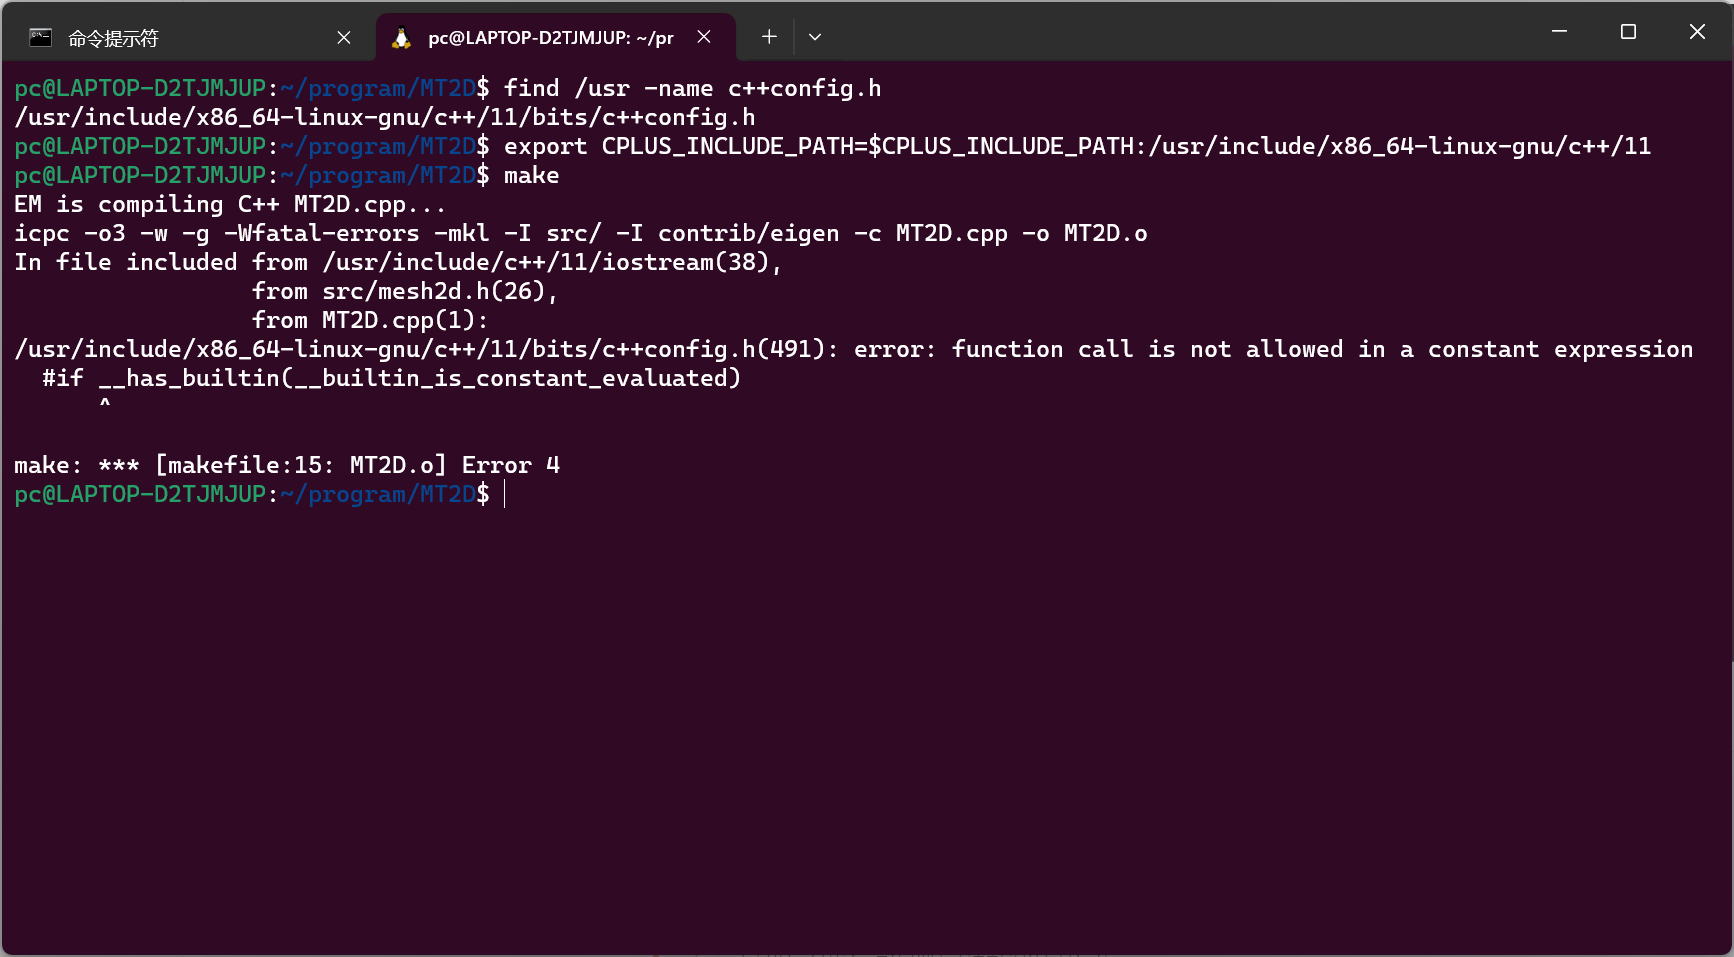 命令提示符
pc@LAPTOP-D2TJMJUP: ~/pr
pc@LAPTOP-D2TJMJUP:~/program/MT2D$ find /usr -name c++config.h
/usr/include/x86_64-linux-gnu/c++/11/bits/c++config.h
pc@LAPTOP-D2TJMJUP:~/program/MT2D$ export CPLUS_INCLUDE_PATH=$CPLUS_INCLUDE_PATH:/usr/include/x86_64-linux-gnu/c++/11
pc@LAPTOP-D2TJMJUP:~/program/MT2D$ make
EM is compiling C++ MT2D.cpp...
icpc -o3 -w -g -Wfatal-errors -mkl -I src/ -I contrib/eigen -c MT2D.cpp -o MT2D.o
In file included from /usr/include/c++/11/iostream(38),
                 from src/mesh2d.h(26),
                 from MT2D.cpp(1):
/usr/include/x86_64-linux-gnu/c++/11/bits/c++config.h(491): error: function call is not allowed in a constant expression
  #if __has_builtin(__builtin_is_constant_evaluated)
      ^
make: *** [makefile:15: MT2D.o] Error 4
pc@LAPTOP-D2TJMJUP:~/program/MT2D$